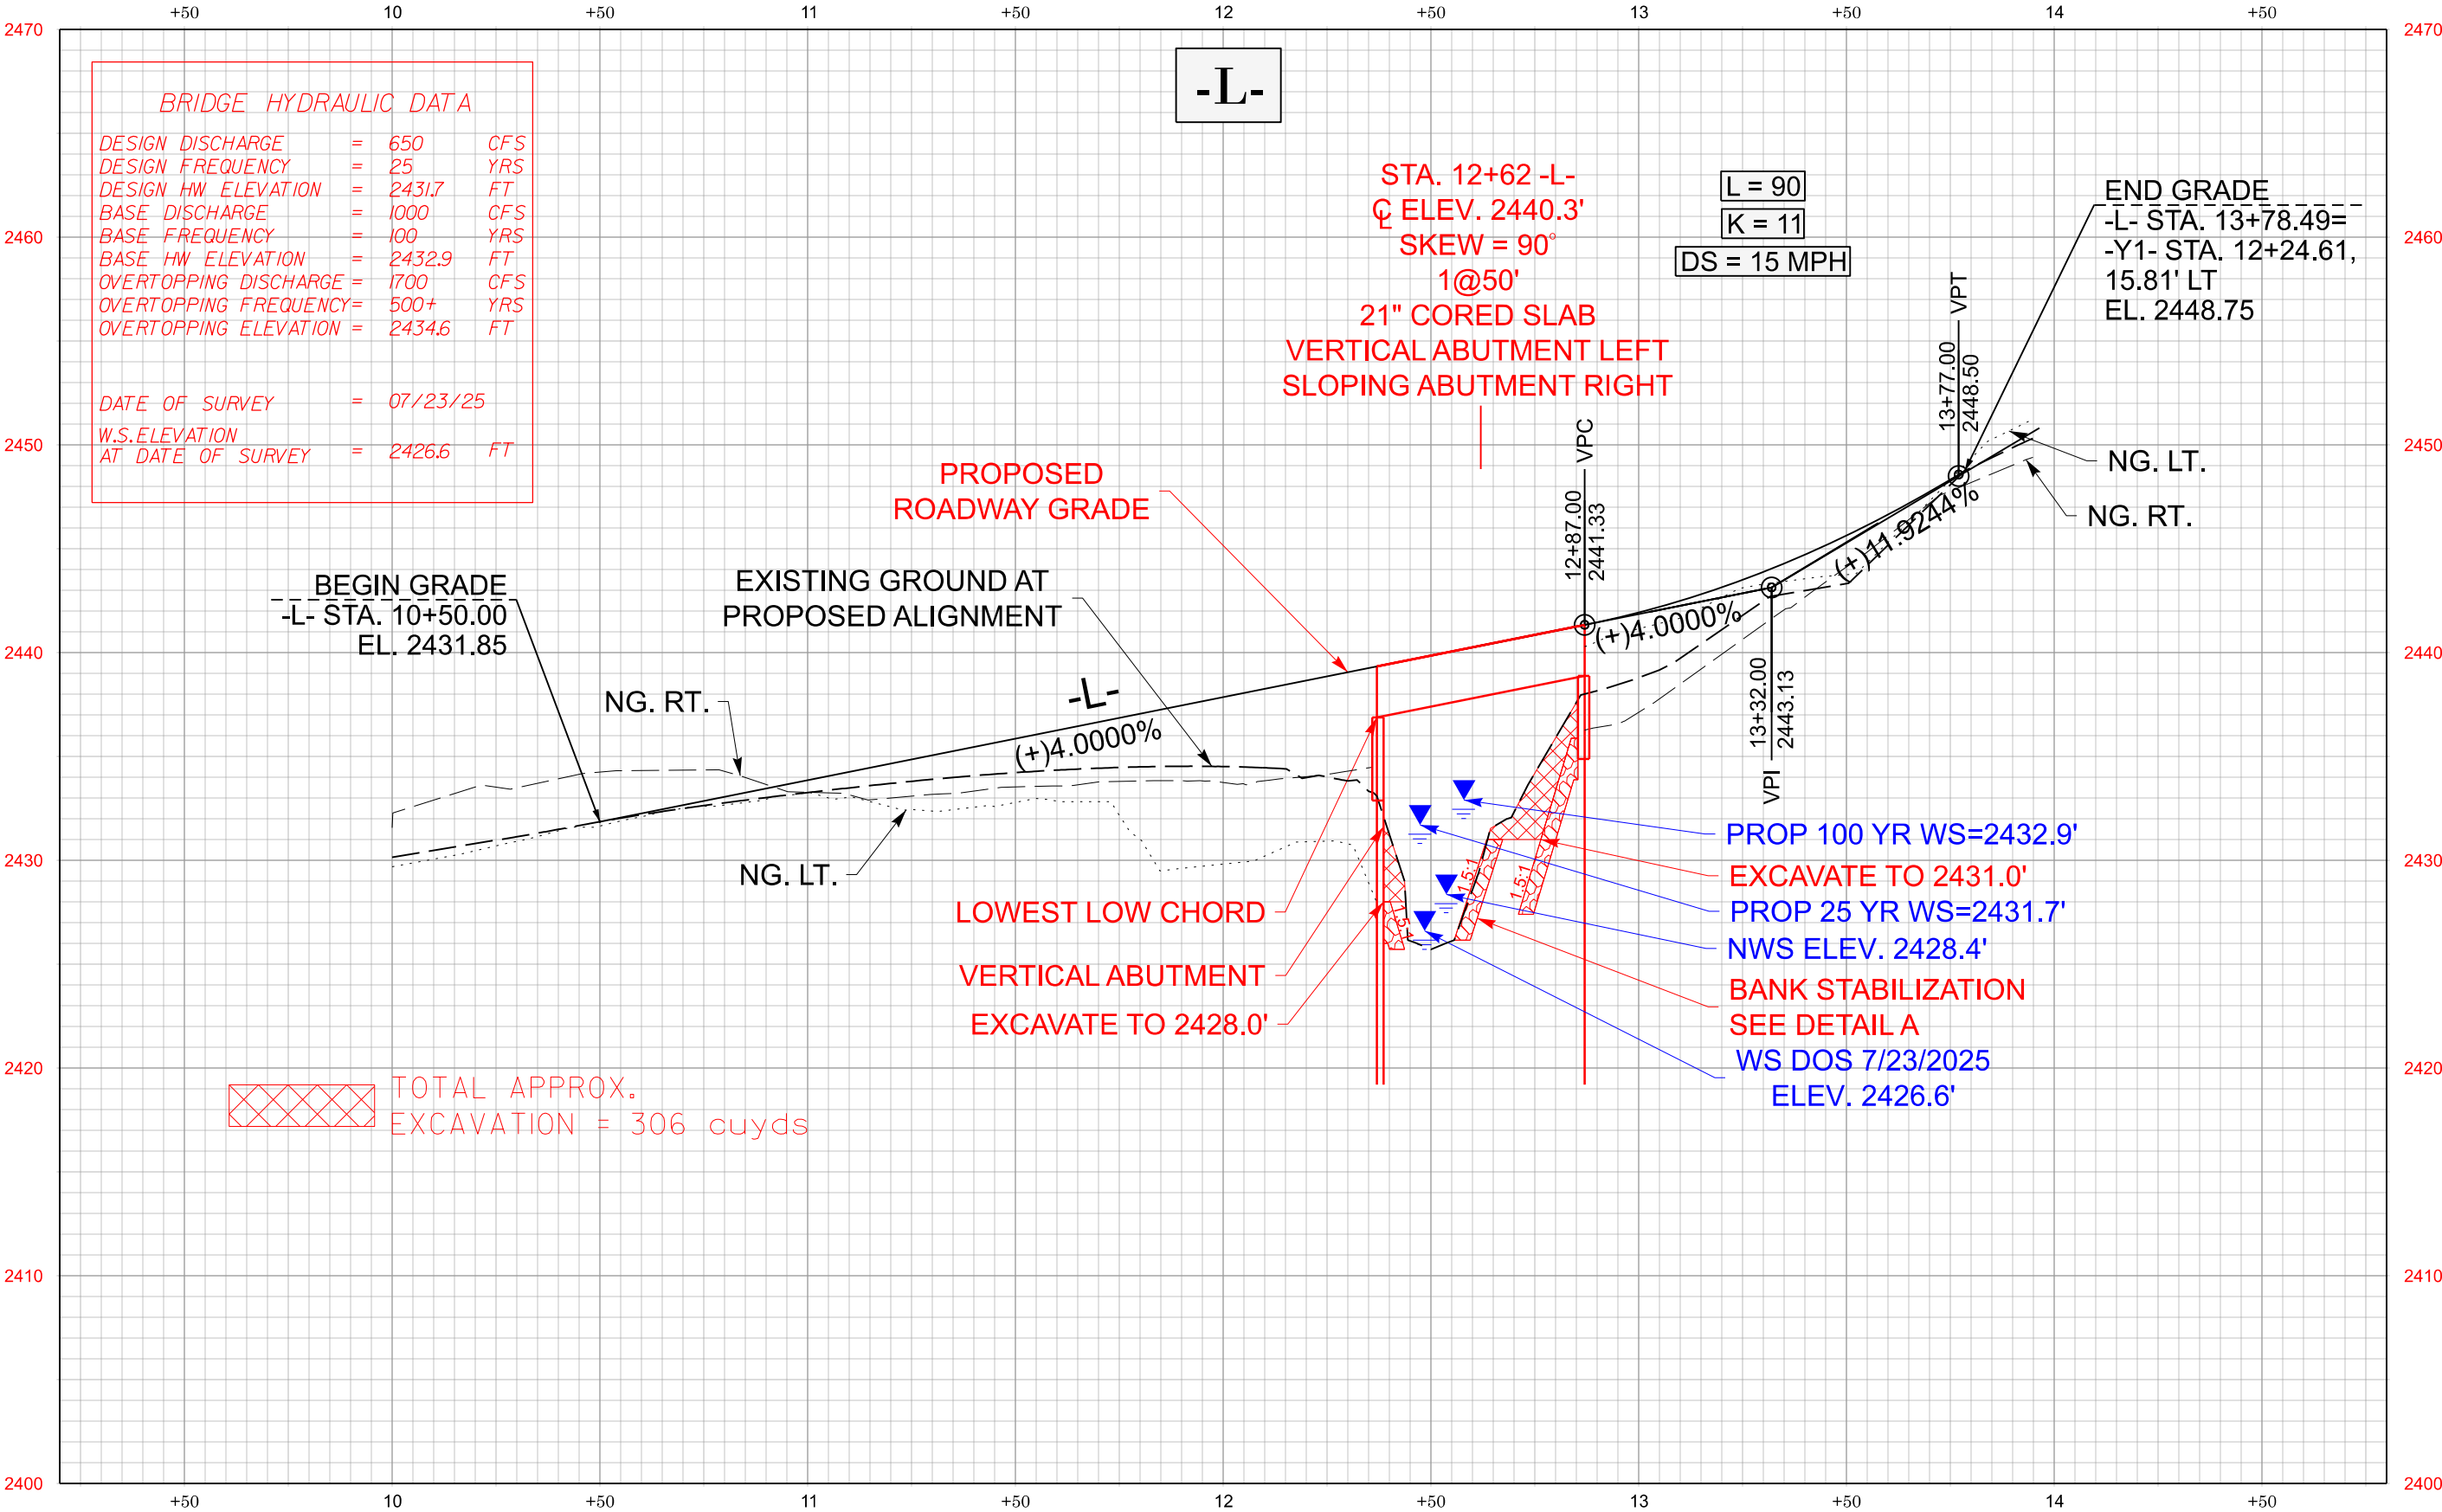 +50 10 +50 11 +50 12 +50 13 +50 14 +50
2470 2470
-L-
BRIDGE HYDRAULIC DATA
DESIGN DISCHARGE = 650 CFS
DESIGN FREQUENCY = 25 YRS
DESIGN HW ELEVATION = 2431.7 FT
BASE DISCHARGE = 1000 CFS
BASE FREQUENCY = 100 YRS
BASE HW ELEVATION = 2432.9 FT
OVERTOPPING DISCHARGE = 1700 CFS
OVERTOPPING FREQUENCY = 500+ YRS
OVERTOPPING ELEVATION = 2434.6 FT
DATE OF SURVEY = 07/23/25
W.S. ELEVATION
AT DATE OF SURVEY = 2426.6 FT
STA. 12+62 -L-
℄ ELEV. 2440.3'
SKEW = 90°
1@50'
21" CORED SLAB
VERTICAL ABUTMENT LEFT
SLOPING ABUTMENT RIGHT
L = 90
K = 11
DS = 15 MPH
END GRADE
-L- STA. 13+78.49=
-Y1- STA. 12+24.61,
15.81' LT
EL. 2448.75
2460 2460
VPT
13+77.00
2448.50
2450 2450
VPC
12+87.00
2441.33
PROPOSED
ROADWAY GRADE
NG. LT.
NG. RT.
(+)11.9244%
BEGIN GRADE
-L- STA. 10+50.00
EL. 2431.85
EXISTING GROUND AT
PROPOSED ALIGNMENT
(+)4.0000%
2440 2440
13+32.00
2443.13
VPI
NG. RT.
-L-
(+)4.0000%
NG. LT.
2430 2430
1.5:1
1.5:1
1.5:1
LOWEST LOW CHORD
VERTICAL ABUTMENT
EXCAVATE TO 2428.0'
PROP 100 YR WS=2432.9'
EXCAVATE TO 2431.0'
PROP 25 YR WS=2431.7'
NWS ELEV. 2428.4'
BANK STABILIZATION
SEE DETAIL A
WS DOS 7/23/2025
ELEV. 2426.6'
2420 2420
TOTAL APPROX.
EXCAVATION = 306 cuyds
2410 2410
2400 2400
+50 10 +50 11 +50 12 +50 13 +50 14 +50